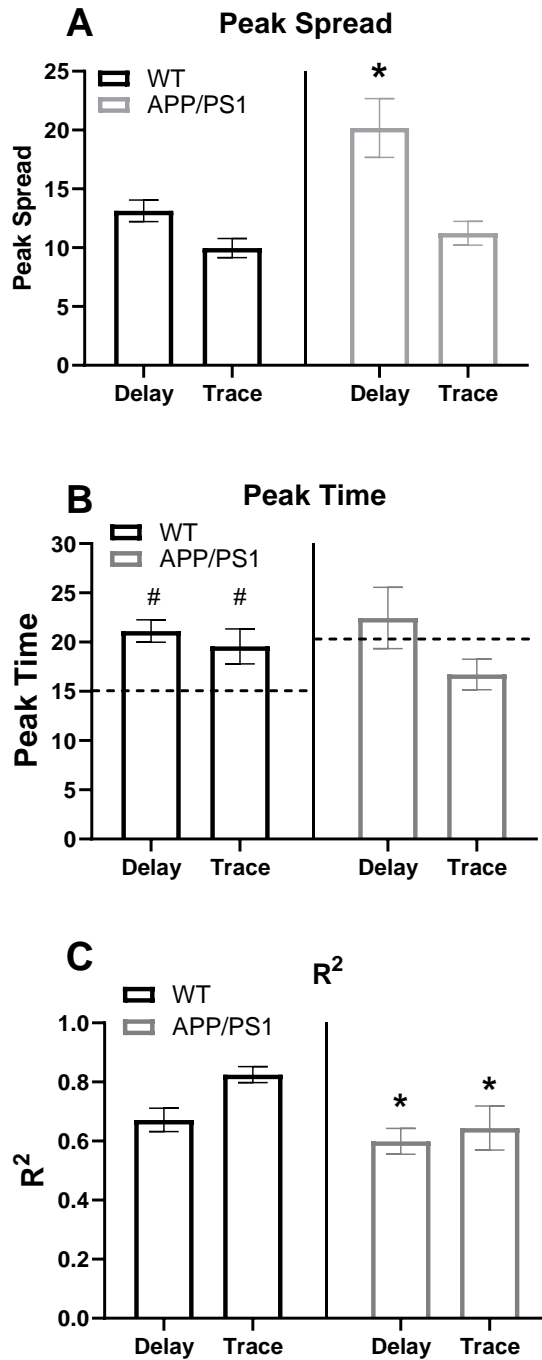 A
Peak Spread
WT
APP/PS1
*
Peak Spread
25
20
15
10
5
0
Delay
Trace
Delay
Trace
B
Peak Time
WT
APP/PS1
#
#
Peak Time
30
25
20
15
10
5
0
Delay
Trace
Delay
Trace
C
R²
WT
APP/PS1
*
*
R²
1.0
0.8
0.6
0.4
0.2
0.0
Delay
Trace
Delay
Trace